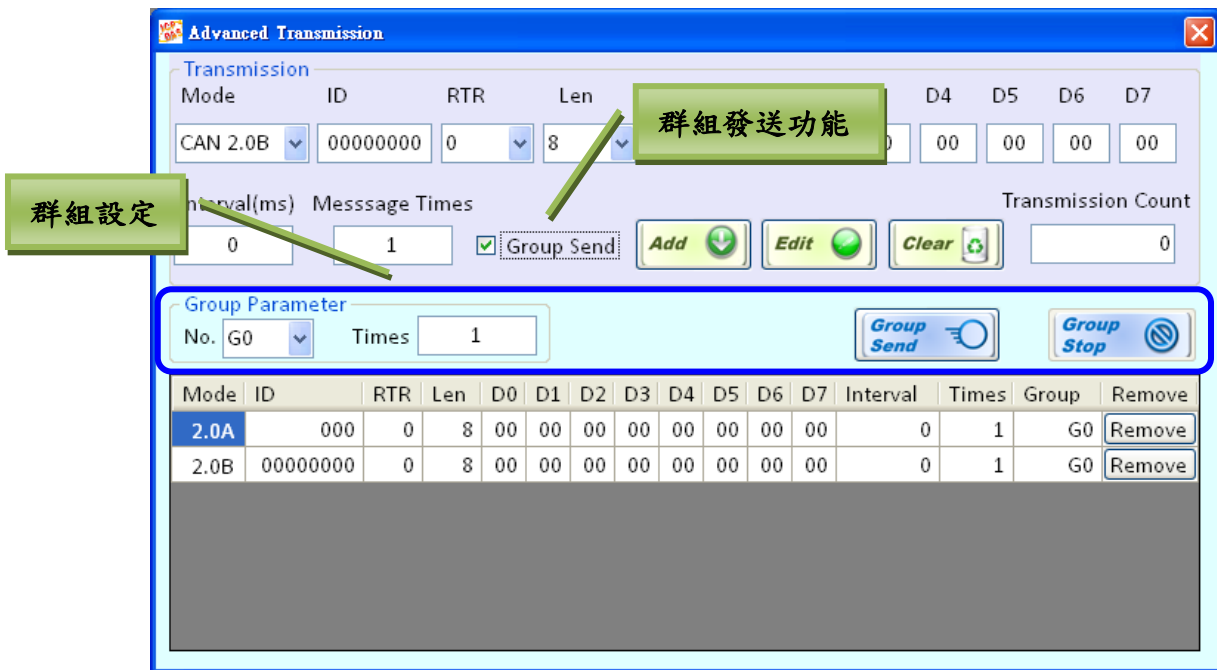 Advanced Transmission
Transmission
Mode ID RTR Len D4 D5 D6 D7
CAN 2.0B 00000000 0 8 00 00 00 00
群組發送功能
群組設定
Interval(ms) Messsage Times Transmission Count
0 1 Group Send Add Edit Clear 0
Group Parameter
No. G0 Times 1 Group Send Group Stop
Mode ID RTR Len D0 D1 D2 D3 D4 D5 D6 D7 Interval Times Group Remove
2.0A 000 0 8 00 00 00 00 00 00 00 00 0 1 G0 Remove
2.0B 00000000 0 8 00 00 00 00 00 00 00 00 0 1 G0 Remove